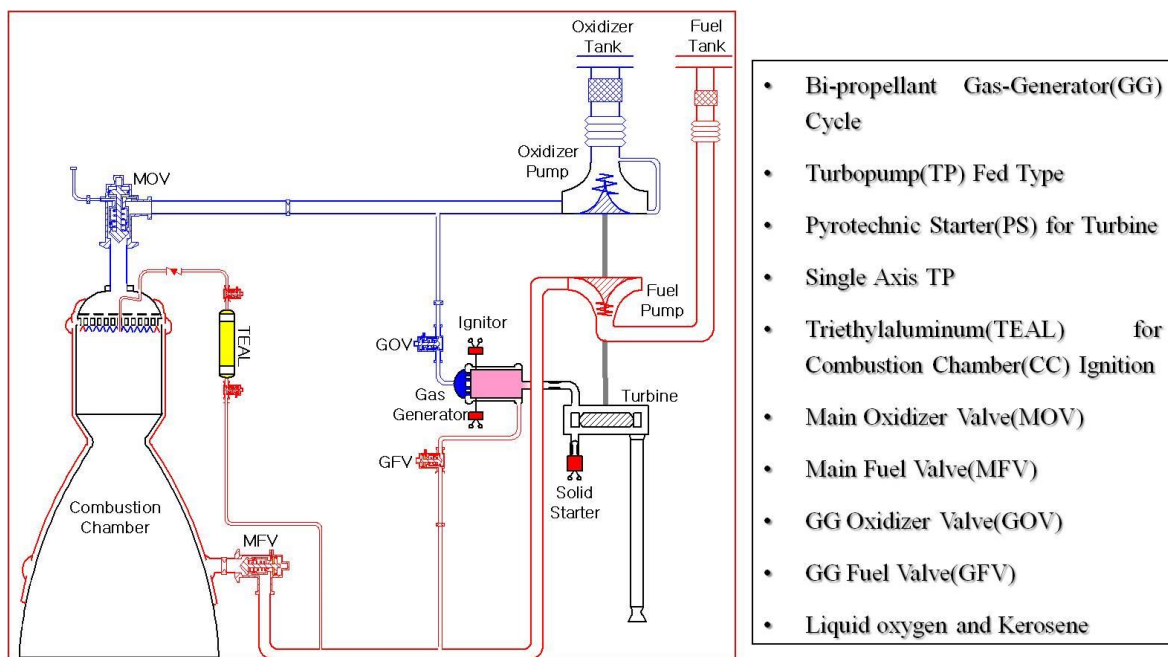 Oxidizer
Tank
Fuel
Tank
Oxidizer
Pump
MOV
Fuel
Pump
Ignitor
GOV
TEAL
Gas
Generator
Turbine
GFV
Solid
Starter
Combustion
Chamber
MFV
• Bi-propellant Gas-Generator(GG)
Cycle
• Turbopump(TP) Fed Type
• Pyrotechnic Starter(PS) for Turbine
• Single Axis TP
• Triethylaluminum(TEAL) for
Combustion Chamber(CC) Ignition
• Main Oxidizer Valve(MOV)
• Main Fuel Valve(MFV)
• GG Oxidizer Valve(GOV)
• GG Fuel Valve(GFV)
• Liquid oxygen and Kerosene